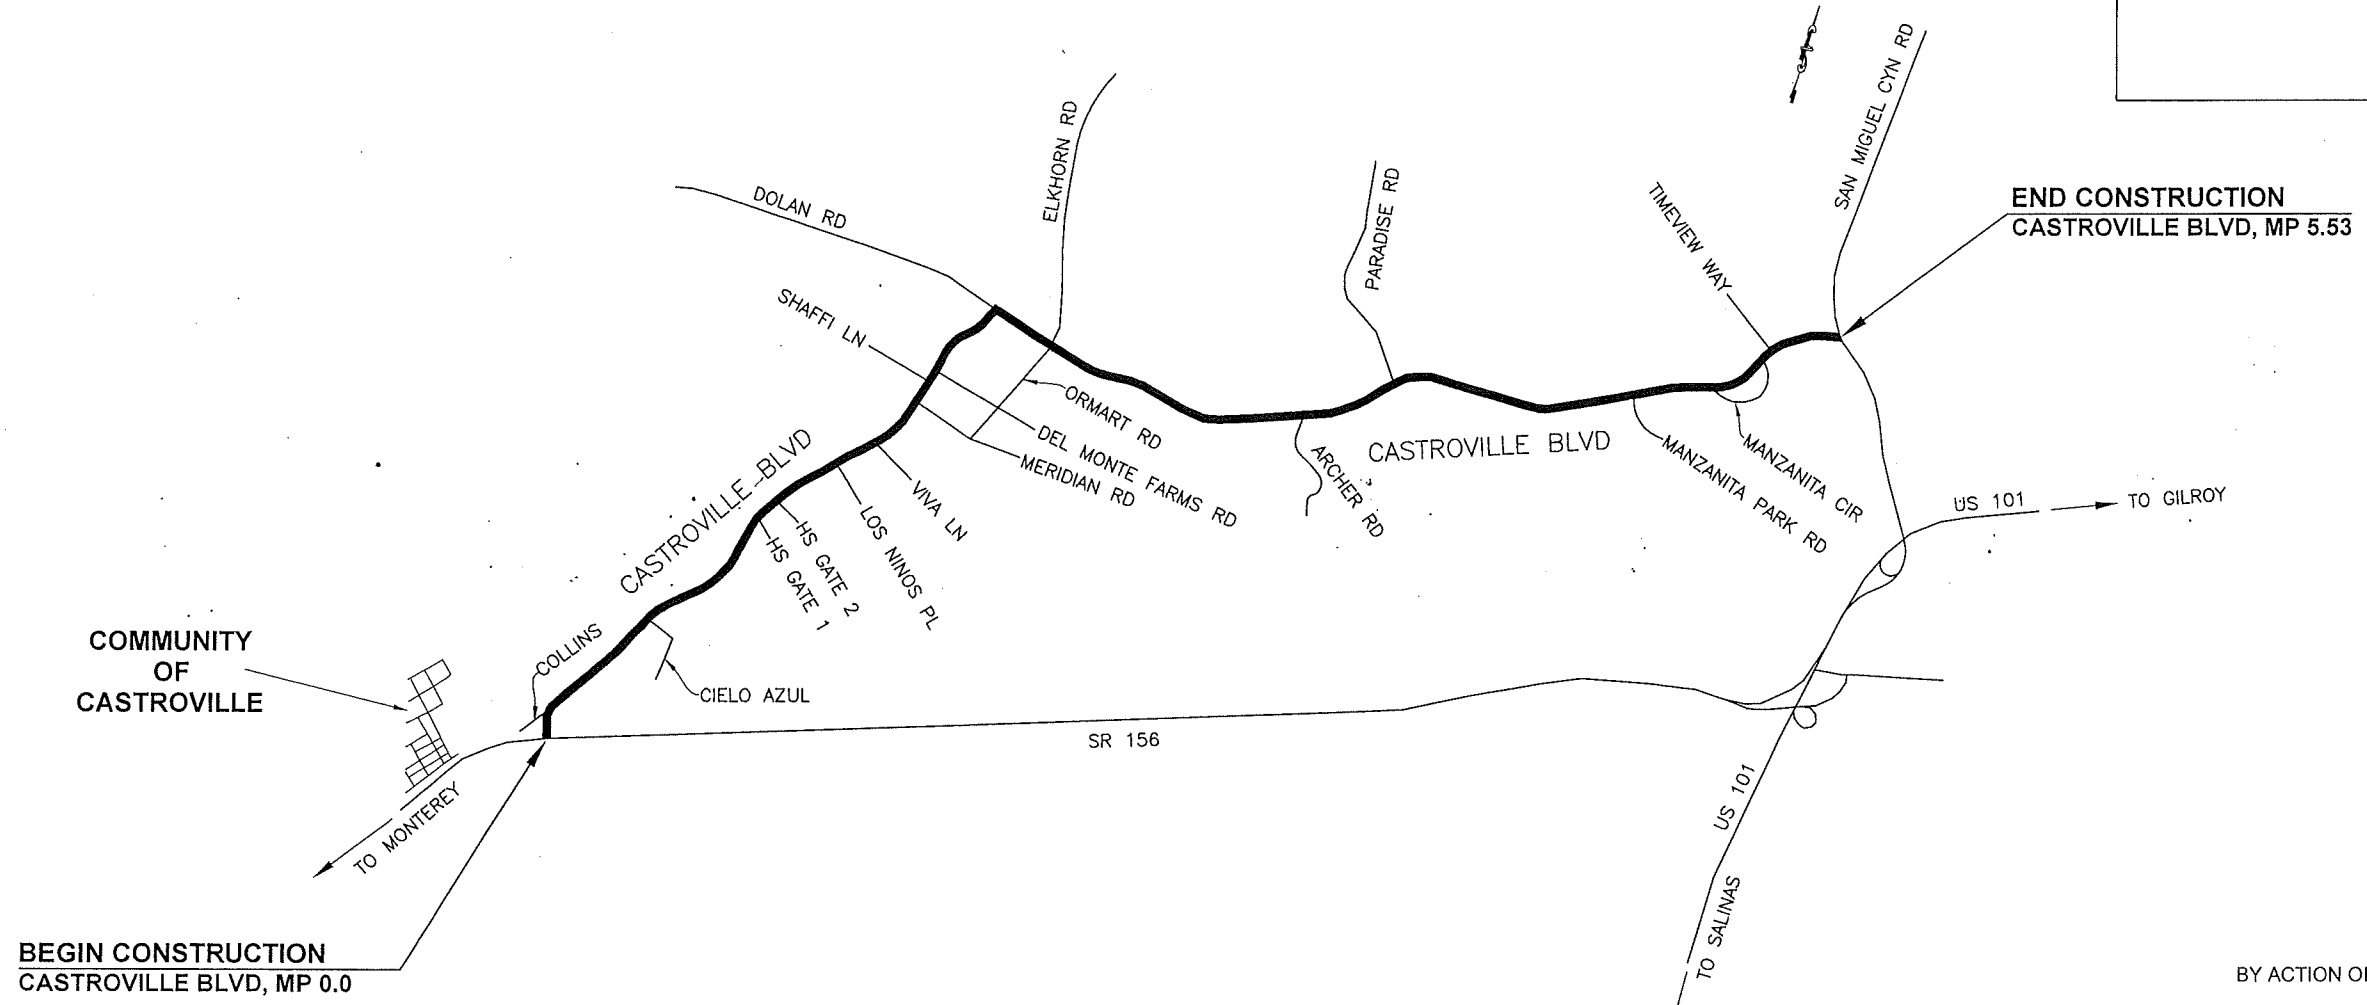 SAN MIGUEL CYN RD
ELKHORN RD
DOLAN RD
PARADISE RD
TIMEVIEW WAY
END CONSTRUCTION
CASTROVILLE BLVD, MP 5.53
SHAFFI LN
ORMART RD
DEL MONTE FARMS RD
MERIDIAN RD
CASTROVILLE BLVD
ARCHER RD
MANZANITA CIR
MANZANITA PARK RD
CASTROVILLE BLVD
VIVA LN
LOS NINOS PL
HS GATE 2
HS GATE 1
US 101
TO GILROY
COMMUNITY
OF
CASTROVILLE
COLLINS
CIELO AZUL
SR 156
TO MONTEREY
US 101
TO SALINAS
BEGIN CONSTRUCTION
CASTROVILLE BLVD, MP 0.0
BY ACTION